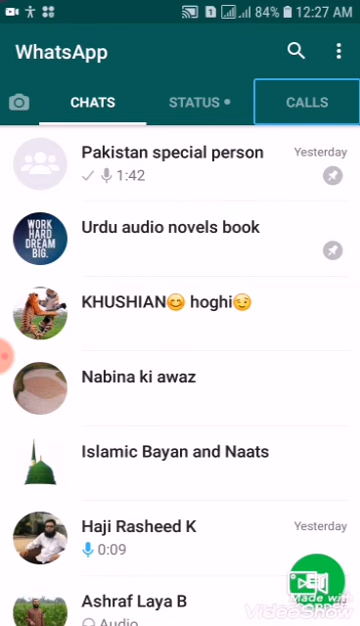 84% 12:27 AM
WhatsApp
CHATS STATUS CALLS
Pakistan special person Yesterday
1:42
WORK HARD DREAM BIG.
Urdu audio novels book
KHUSHIAN😊 hoghi😉
Nabina ki awaz
Islamic Bayan and Naats
Haji Rasheed K Yesterday
0:09
Made with
VideoShow
Ashraf Laya B
Audio